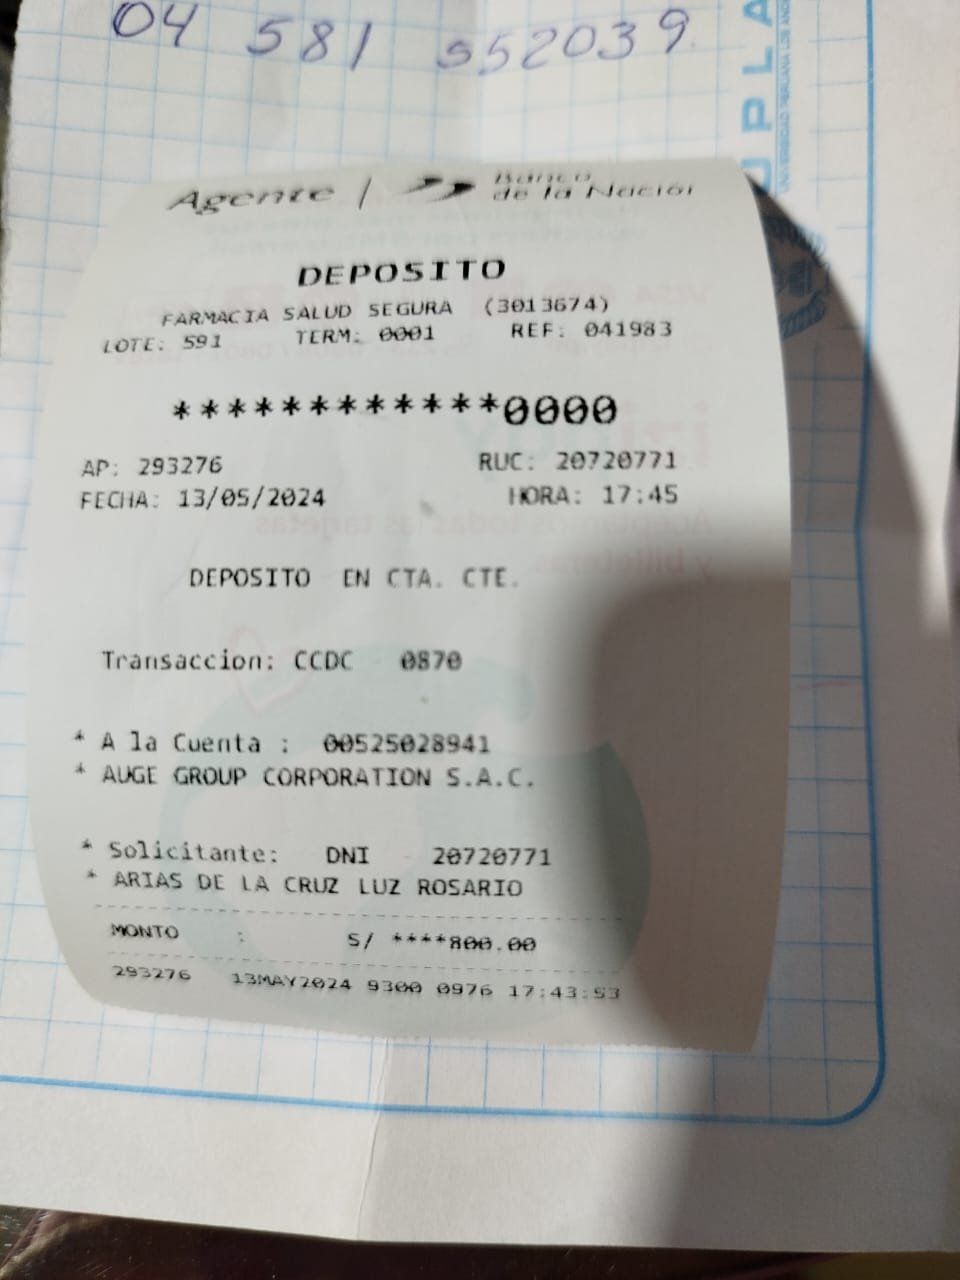 04 581 552039
UPLA
Agente | Banco
de la Nación
DEPOSITO
FARMACIA SALUD SEGURA (3013674)
LOTE: 591 TERM: 0001 REF: 041983
************0000
AP: 293276 RUC: 20720771
FECHA: 13/05/2024 HORA: 17:45
DEPOSITO EN CTA. CTE.
Transaccion: CCDC 0870
* A la Cuenta : 00525028941
* AUGE GROUP CORPORATION S.A.C.
* Solicitante: DNI 20720771
* ARIAS DE LA CRUZ LUZ ROSARIO
MONTO : S/ ****800.00
293276 13MAY2024 9300 0976 17:43:53